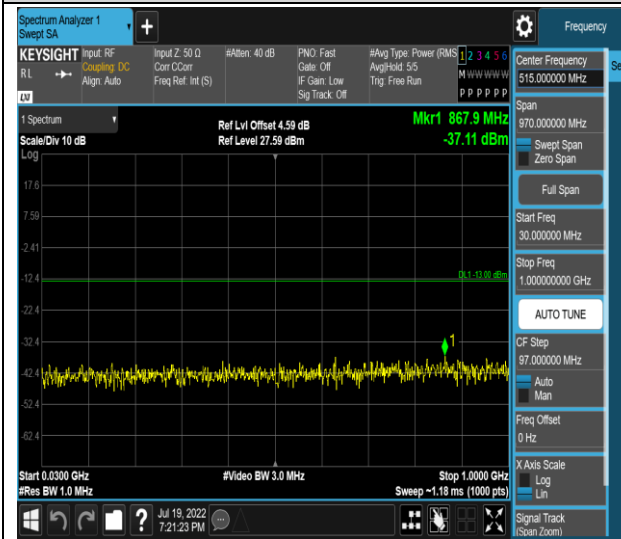 Spectrum Analyzer 1
Swept SA
+
Frequency
KEYSIGHT
RL
LXI
Input: RF
Coupling: DC
Align: Auto
Input Z: 50 Ω
Corr CCorr
Freq Ref: Int (S)
#Atten: 40 dB
PNO: Fast
Gate: Off
IF Gain: Low
Sig Track: Off
#Avg Type: Power (RMS
Avg|Hold: 5/5
Trig: Free Run
1 2 3 4 5 6
M W W W W W
P P P P P P
1 Spectrum
Scale/Div 10 dB
Log
Ref Lvl Offset 4.59 dB
Ref Level 27.59 dBm
Mkr1 867.9 MHz
-37.11 dBm
17.6
7.59
-2.41
-12.4
DL1 -13.00 dBm
-22.4
-32.4
1
-42.4
-52.4
-62.4
Start 0.0300 GHz
#Res BW 1.0 MHz
#Video BW 3.0 MHz
Stop 1.0000 GHz
Sweep ~1.18 ms (1000 pts)
?
Jul 19, 2022
7:21:23 PM
Center Frequency
515.000000 MHz
Se
Span
970.000000 MHz
Swept Span
Zero Span
Full Span
Start Freq
30.000000 MHz
Stop Freq
1.000000000 GHz
AUTO TUNE
CF Step
97.000000 MHz
Auto
Man
Freq Offset
0 Hz
X Axis Scale
Log
Lin
Signal Track
(Span Zoom)